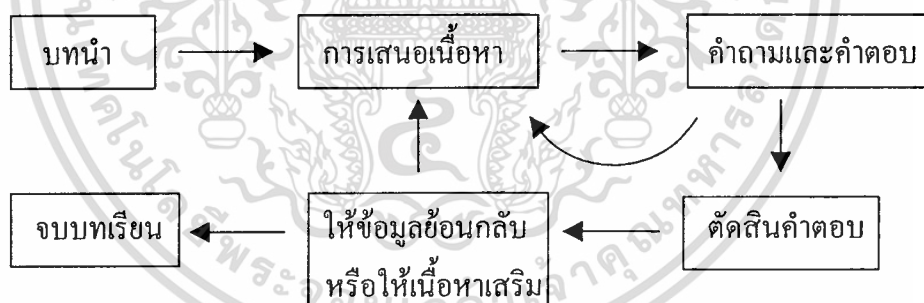 บทนำ
การเสนอเนื้อหา
คำถามและคำตอบ
จบบทเรียน
ให้ข้อมูลย้อนกลับ
หรือให้เนื้อหาเสริม
ตัดสินคำตอบ